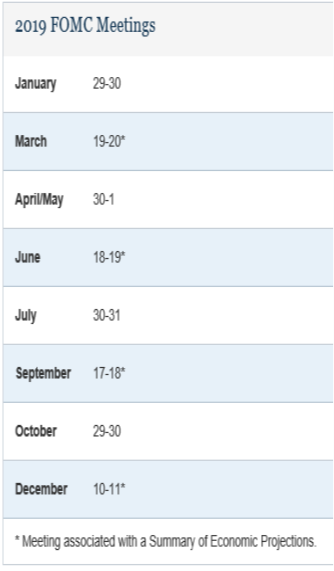 2019 FOMC Meetings
January 29-30
March 19-20*
April/May 30-1
June 18-19*
July 30-31
September 17-18*
October 29-30
December 10-11*
* Meeting associated with a Summary of Economic Projections.